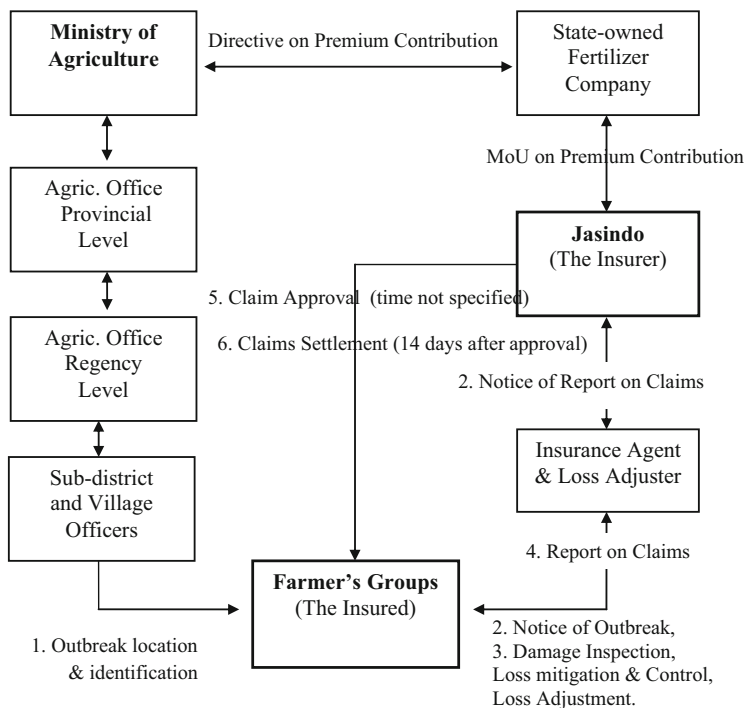 Ministry of
Agriculture
Directive on Premium Contribution
State-owned
Fertilizer
Company
MoU on Premium Contribution
Agric. Office
Provincial
Level
Jasindo
(The Insurer)
5. Claim Approval (time not specified)
6. Claims Settlement (14 days after approval)
Agric. Office
Regency
Level
2. Notice of Report on Claims
Insurance Agent
& Loss Adjuster
Sub-district
and Village
Officers
4. Report on Claims
Farmer's Groups
(The Insured)
1. Outbreak location
& identification
2. Notice of Outbreak,
3. Damage Inspection,
Loss mitigation & Control,
Loss Adjustment.